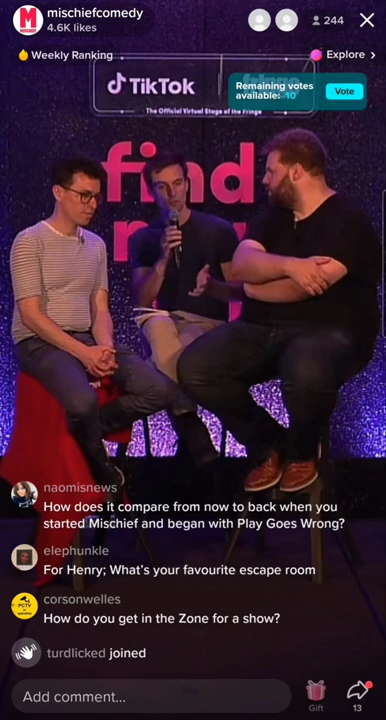 mischiefcomedy
4.6K likes
244
Weekly Ranking
Explore >
TikTok
Remaining votes
available: 10
Vote
The Official Virtual Stage of the Fringe
find
naomisnews
How does it compare from now to back when you
started Mischief and began with Play Goes Wrong?
elephunkle
For Henry; What's your favourite escape room
corsonwelles
How do you get in the Zone for a show?
turdlicked joined
Add comment...
Gift
13